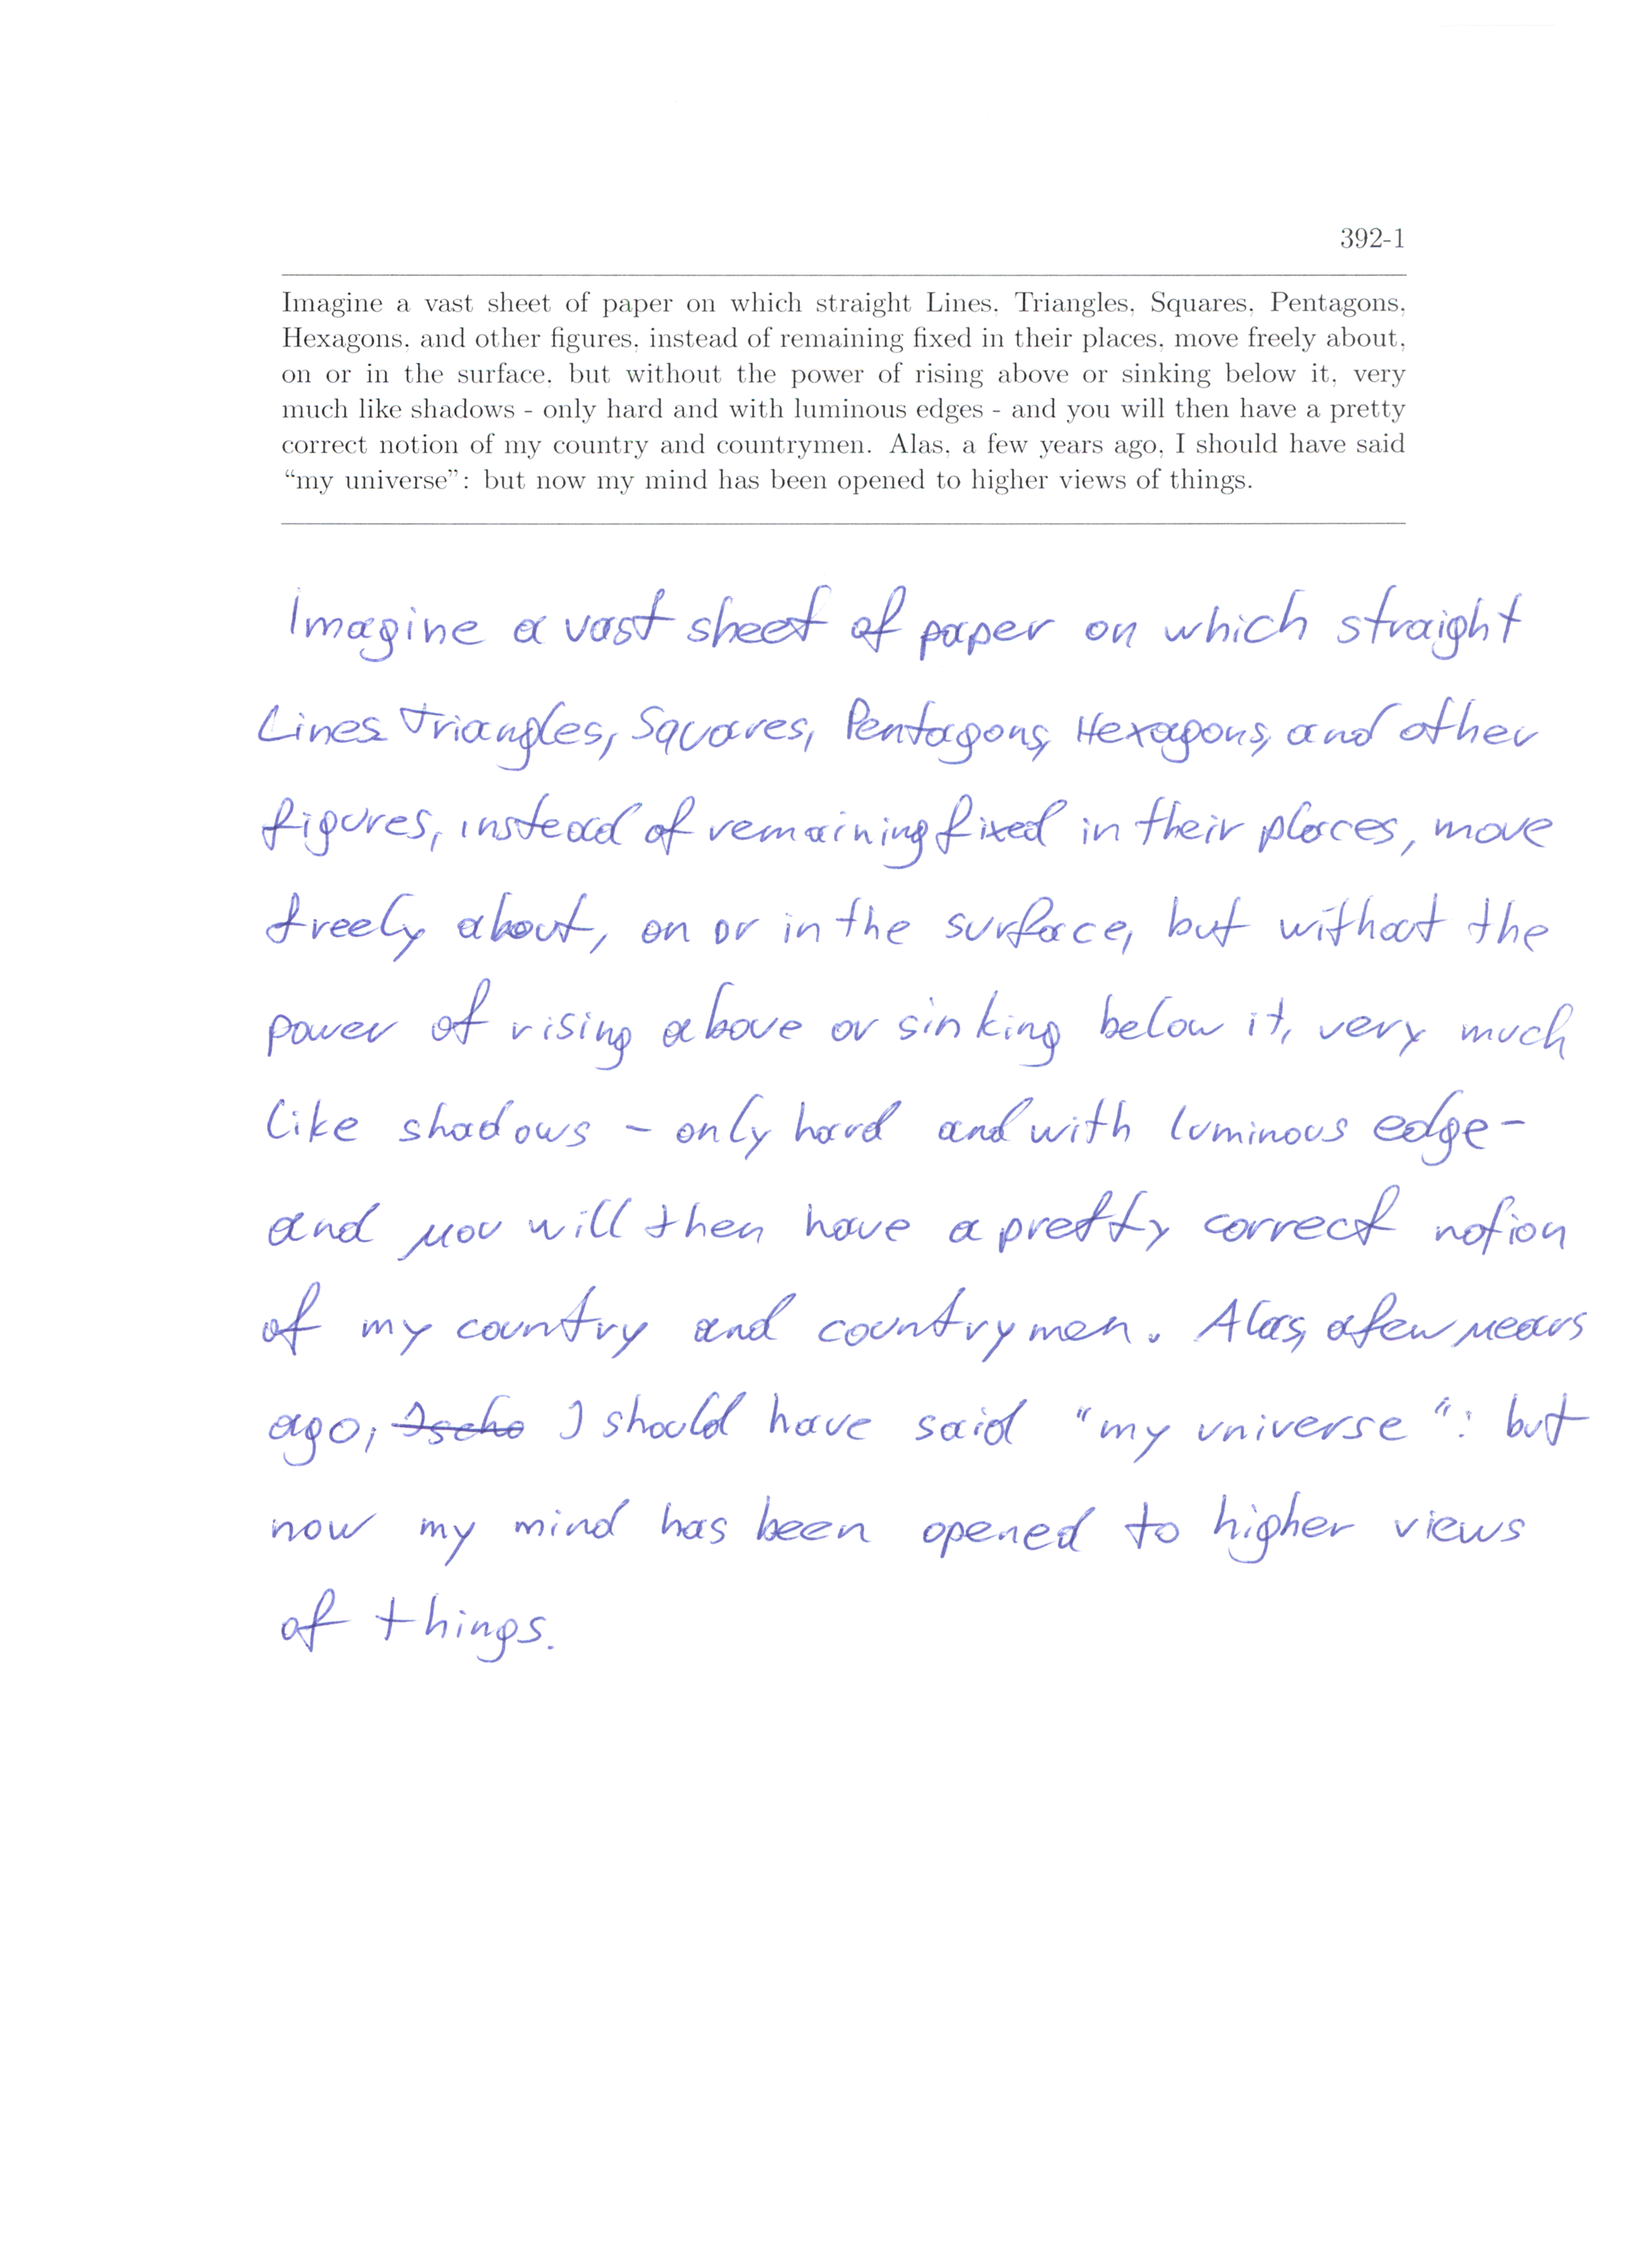 392-1
Imagine a vast sheet of paper on which straight Lines, Triangles, Squares, Pentagons,
Hexagons, and other figures, instead of remaining fixed in their places, move freely about,
on or in the surface, but without the power of rising above or sinking below it, very
much like shadows - only hard and with luminous edges - and you will then have a pretty
correct notion of my country and countrymen. Alas, a few years ago, I should have said
“my universe”: but now my mind has been opened to higher views of things.
Imagine a vast sheet of paper on which straight
Lines Triangles, Squares, Pentagons, Hexagons, and other
figures, instead of remaining fixed in their places, move
freely about, on or in the surface, but without the
power of rising above or sinking below it, very much
like shadows - only hard and with luminous edge-
and you will then have a pretty correct notion
of my country and countrymen. Alas, a few years
ago, I should have said "my universe": but
now my mind has been opened to higher views
of things.